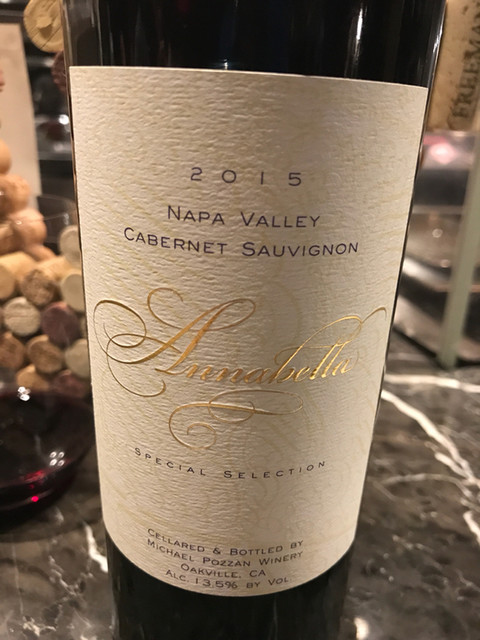 2015
NAPA VALLEY
CABERNET SAUVIGNON
Annabella
SPECIAL SELECTION
CELLARED & BOTTLED BY
MICHAEL POZZAN WINERY
OAKVILLE, CA
ALC. 13.5% BY VOL.
FREEMAN